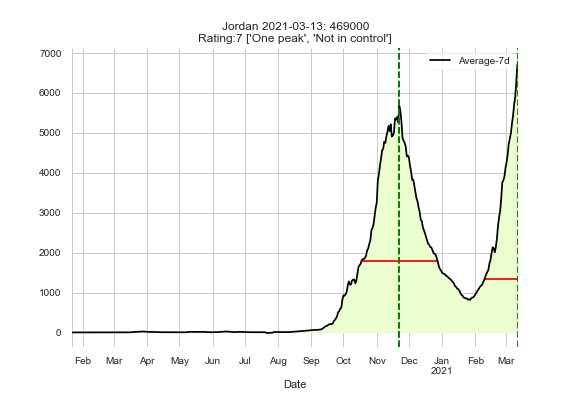 Jordan 2021-03-13: 469000
Rating:7 ['One peak', 'Not in control']
Average-7d
7000
6000
5000
4000
3000
2000
1000
0
Feb Mar Apr May Jun Jul Aug Sep Oct Nov Dec Jan Feb Mar
2021
Date